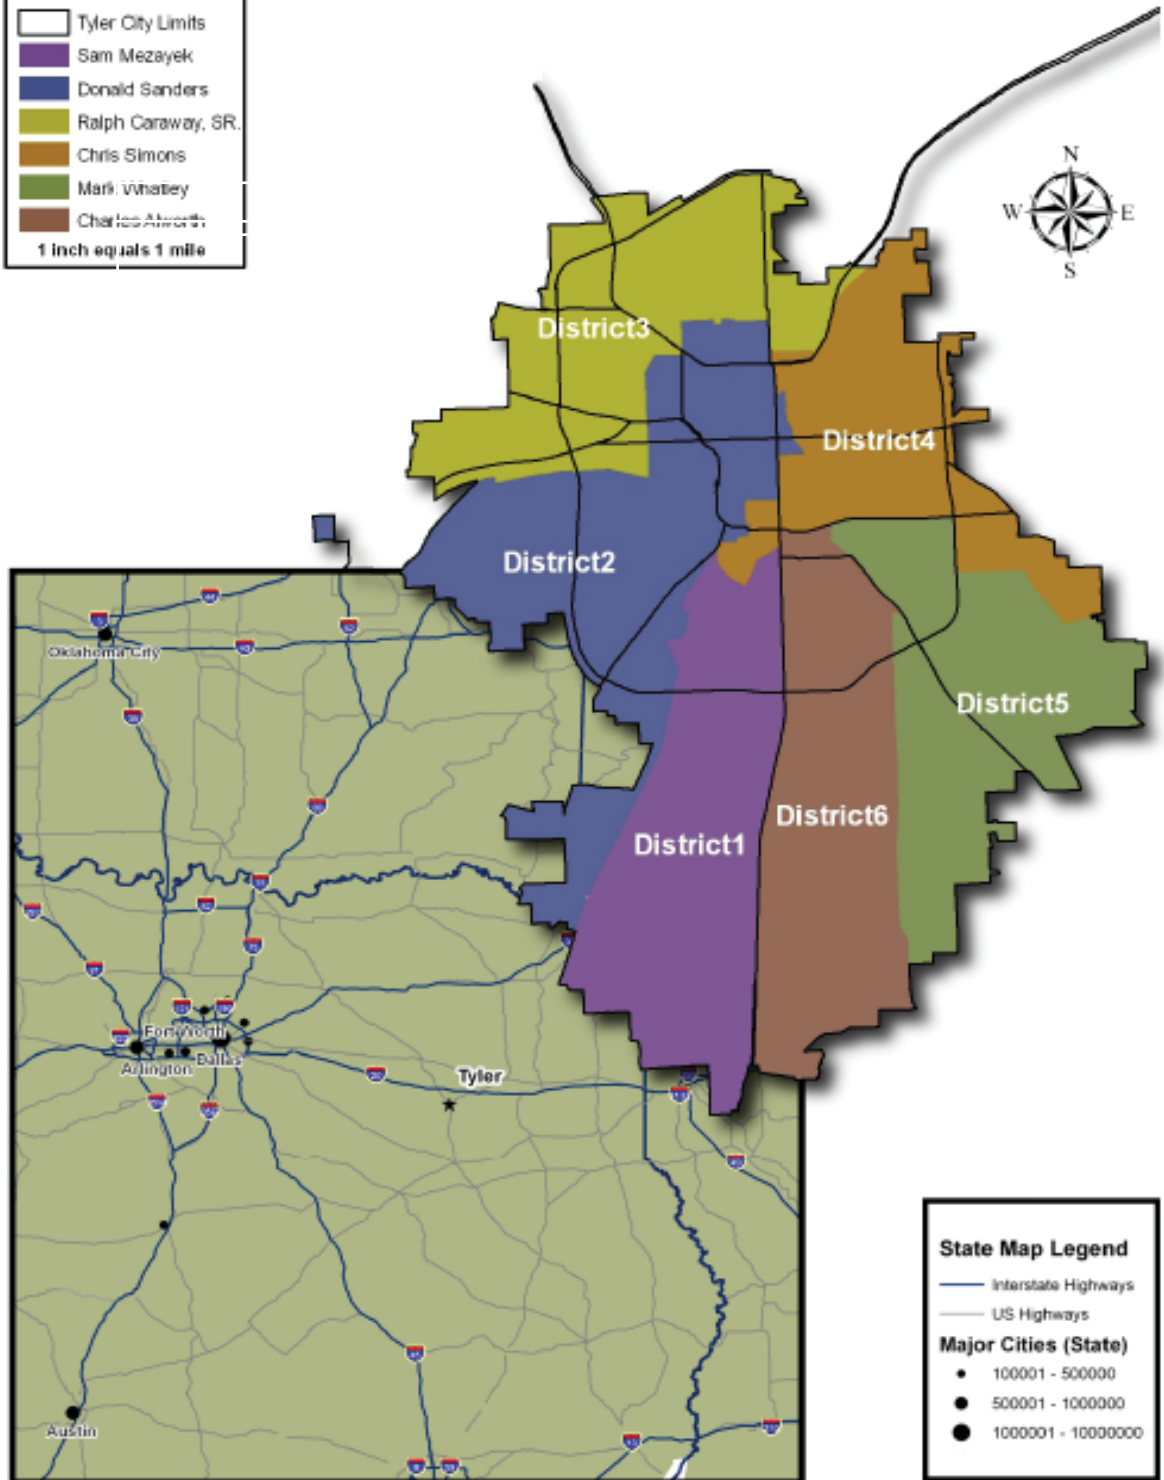 Tyler City Limits
Sam Mezayek
Donald Sanders
Ralph Caraway, SR.
Chris Simons
Mark Whatley
Charles Alworth
1 inch equals 1 mile
N
W E
S
District3
District4
District2
District5
District6
District1
Oklahoma City
Fort Worth
Dallas
Arlington
Tyler
Austin
State Map Legend
Interstate Highways
US Highways
Major Cities (State)
100001 - 500000
500001 - 1000000
1000001 - 10000000